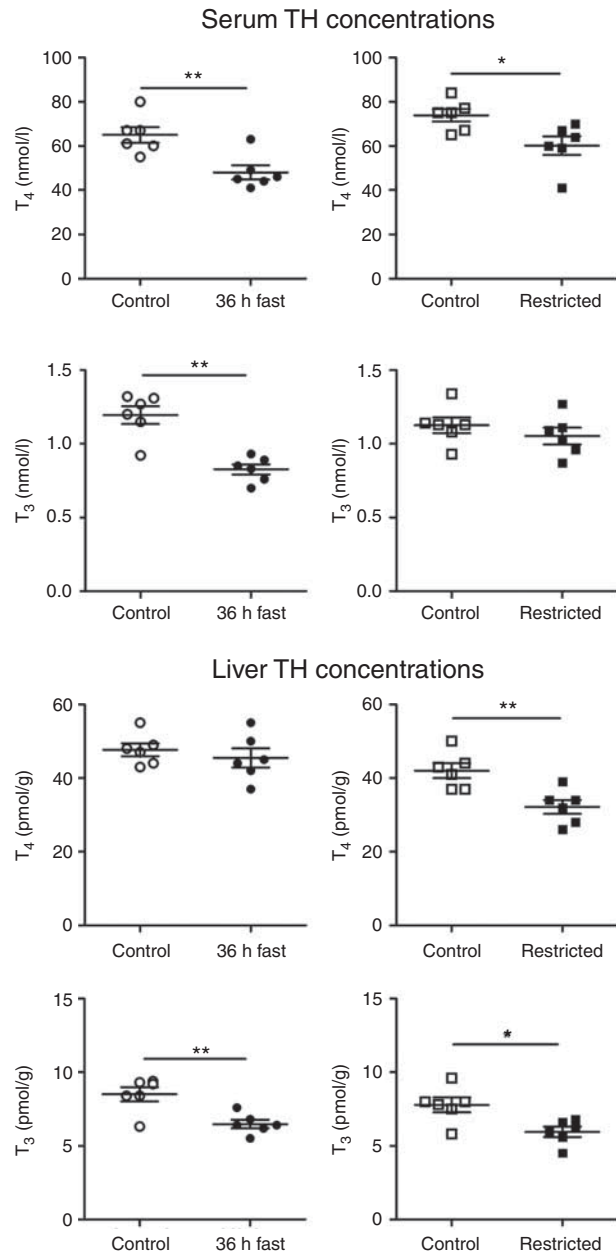 Serum TH concentrations
**
*
100
80
60
40
20
0
T4 (nmol/l)
Control
36 h fast
100
80
60
40
20
0
T4 (nmol/l)
Control
Restricted
**
1.5
1.0
0.5
0.0
T3 (nmol/l)
Control
36 h fast
1.5
1.0
0.5
0.0
T3 (nmol/l)
Control
Restricted
Liver TH concentrations
60
40
20
0
T4 (pmol/g)
Control
36 h fast
**
60
40
20
0
T4 (pmol/g)
Control
Restricted
**
15
10
5
0
T3 (pmol/g)
Control
36 h fast
*
15
10
5
0
T3 (pmol/g)
Control
Restricted